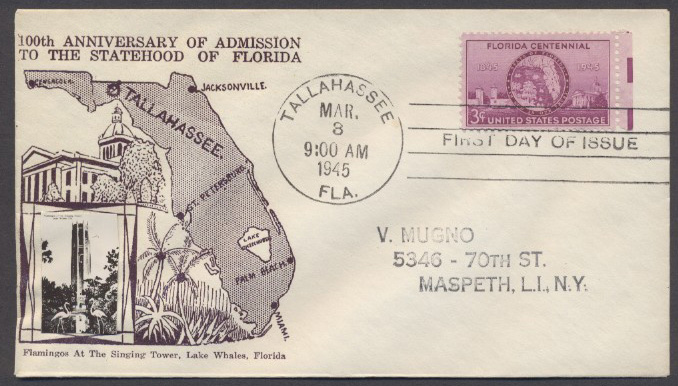 100th ANNIVERSARY OF ADMISSION
TO THE STATEHOOD OF FLORIDA
PENSACOLA
JACKSONVILLE.
TALLAHASSEE.
ST. PETERSBURG
LAKE
PALM BEACH
MIAMI.
Flamingos At The Singing Tower, Lake Whales, Florida
TALLAHASSEE
MAR.
8
9:00 AM
1945
FLA.
FLORIDA CENTENNIAL
1845 1945
3¢ UNITED STATES POSTAGE
FIRST DAY OF ISSUE
V. MUGNO
5346 - 70TH ST.
MASPETH, L.I., N.Y.